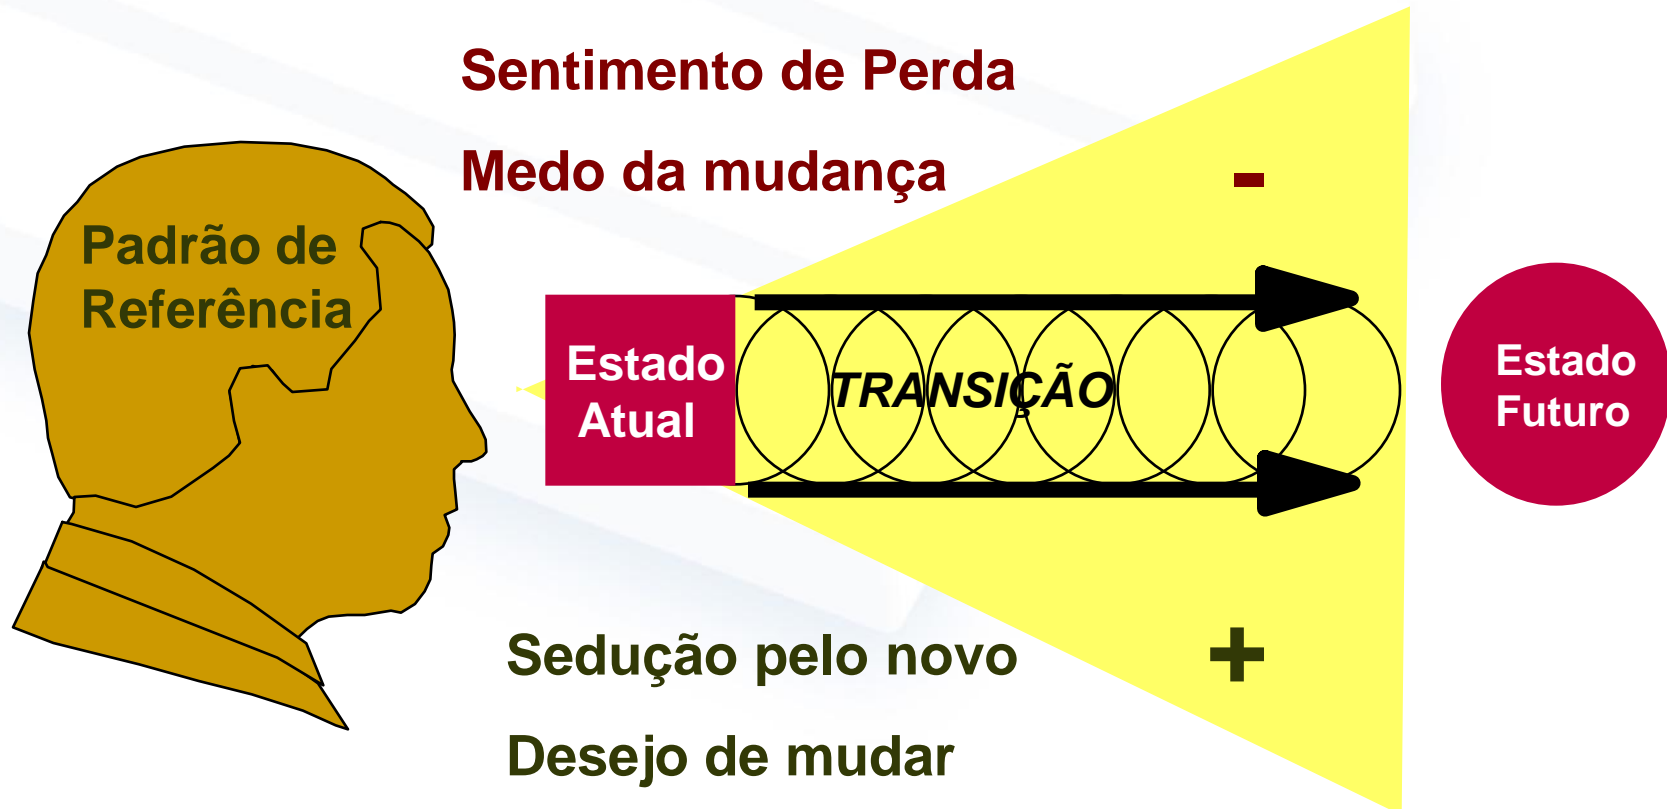 Sentimento de Perda
Medo da mudança
-
Padrão de
Referência
Estado
Atual
TRANSIÇÃO
Estado
Futuro
Sedução pelo novo
+
Desejo de mudar